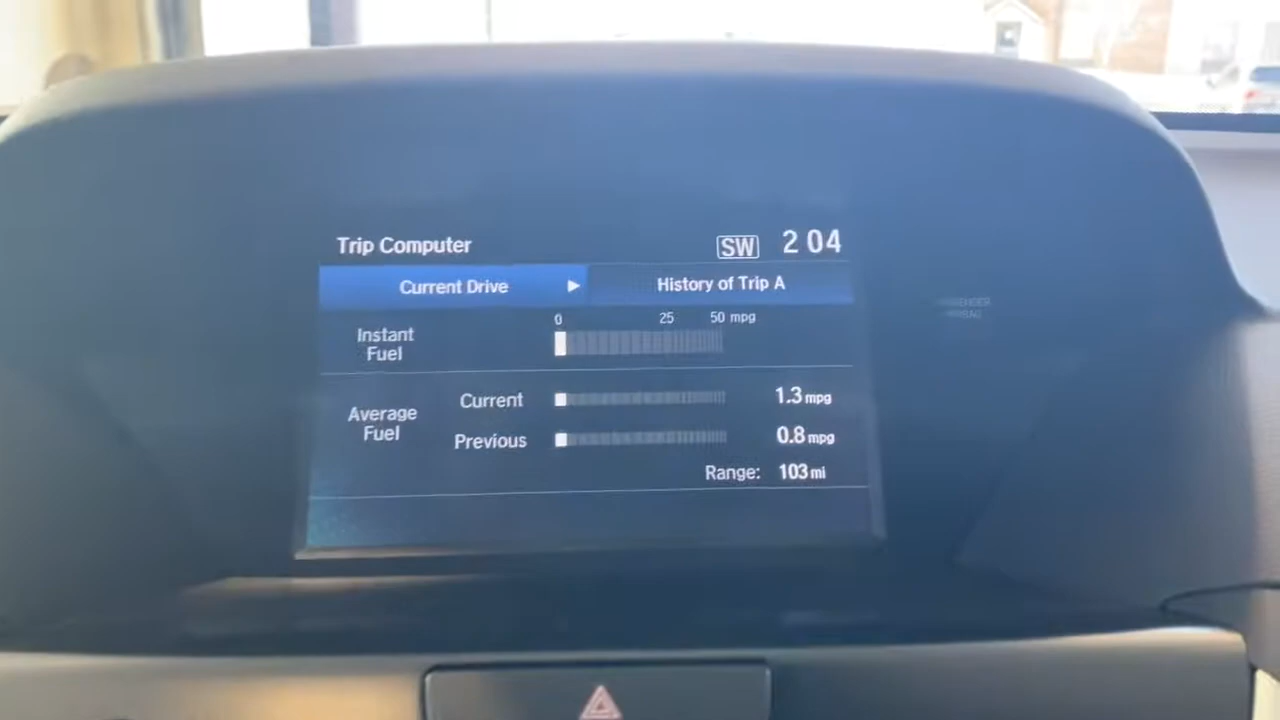 Trip Computer SW 2 04
Current Drive ▶ History of Trip A
0 25 50 mpg
Instant
Fuel
Average
Fuel
Current 1.3 mpg
Previous 0.8 mpg
Range: 103 mi